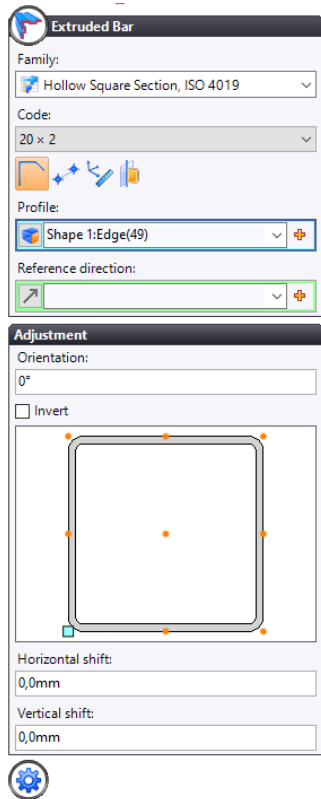 Extruded Bar
Family:
Hollow Square Section, ISO 4019
Code:
20 × 2
Profile:
Shape 1:Edge(49)
Reference direction:
Adjustment
Orientation:
0°
Invert
Horizontal shift:
0,0mm
Vertical shift:
0,0mm